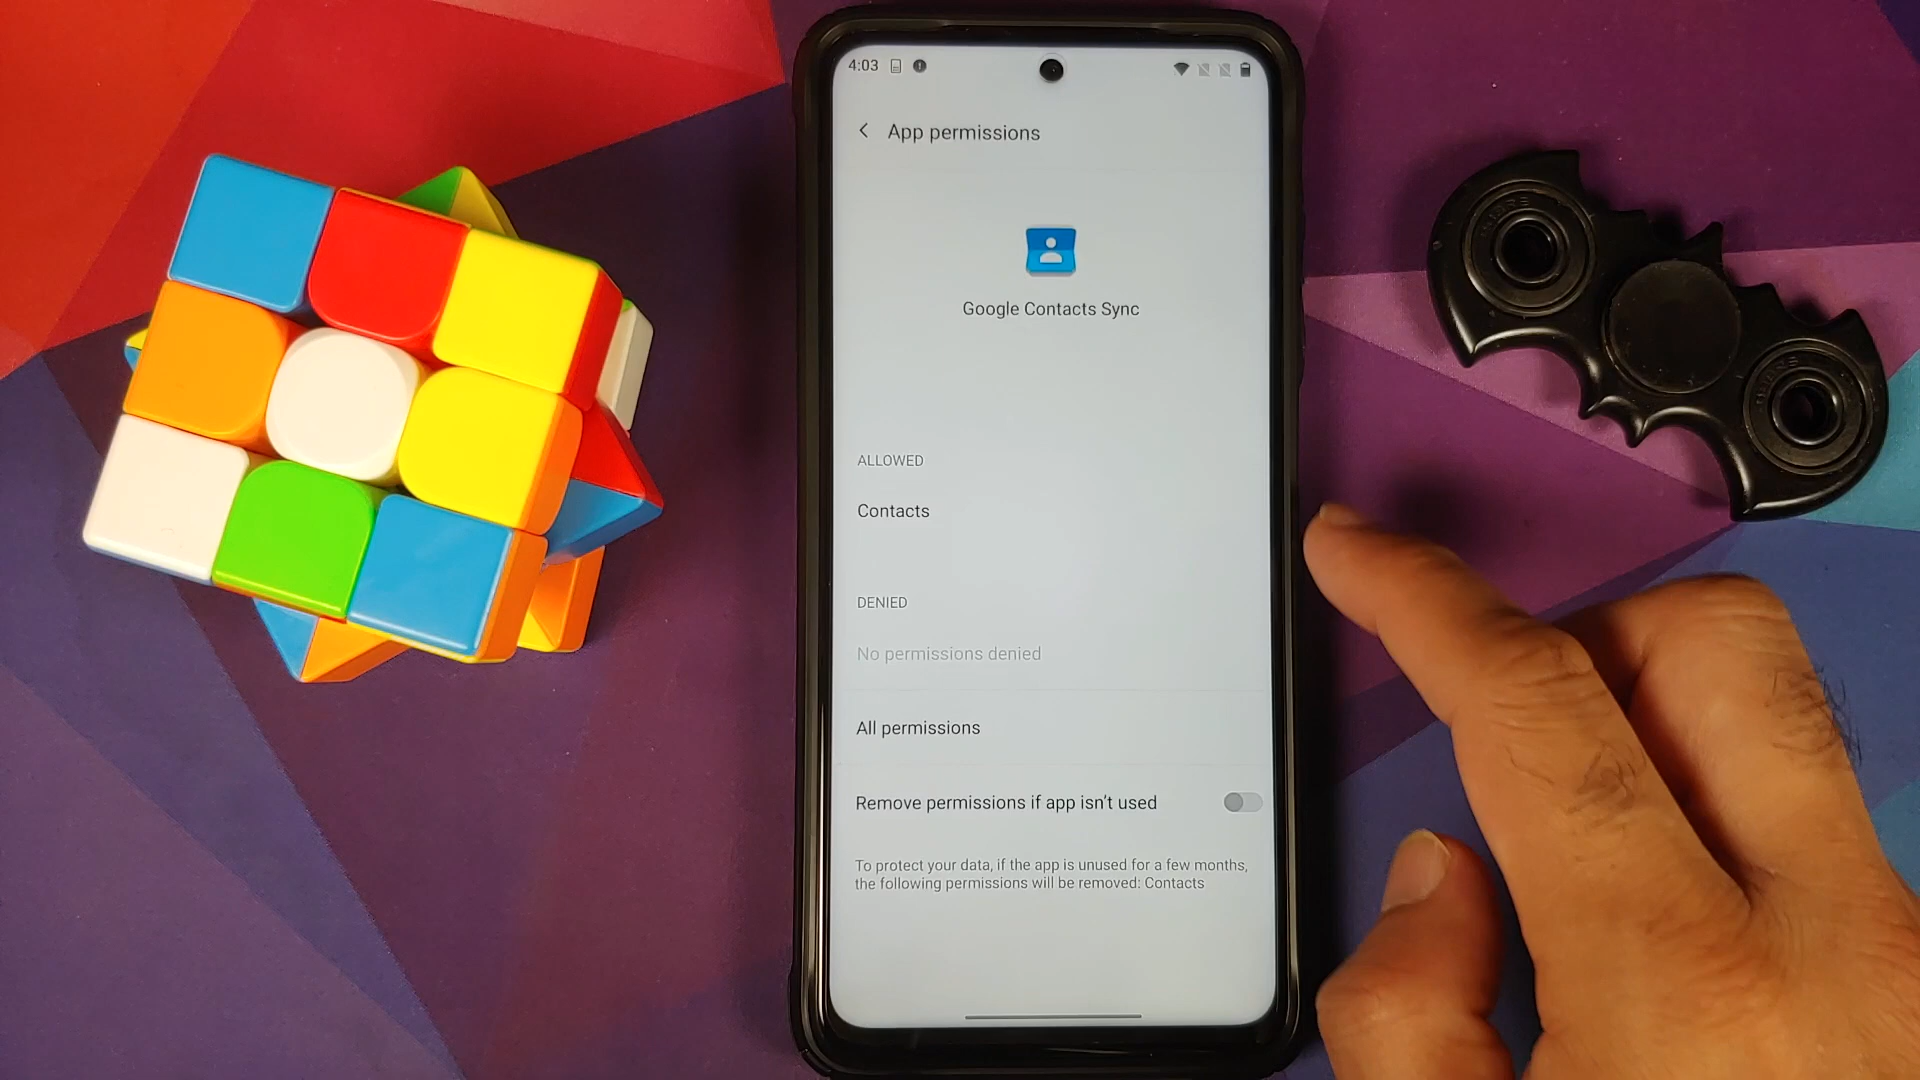 4:03
App permissions
Google Contacts Sync
ALLOWED
Contacts
DENIED
No permissions denied
All permissions
Remove permissions if app isn't used
To protect your data, if the app is unused for a few months,
the following permissions will be removed: Contacts